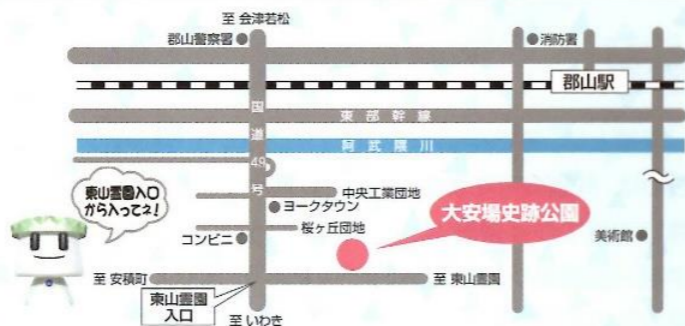 至 会津若松
郡山警察署
消防署
郡山駅
国道49号
東部幹線
阿武隈川
東山霊園入口
から入ってネ!
中央工業団地
ヨークタウン
大安場史跡公園
桜ヶ丘団地
コンビニ
美術館
至 安積町
至 東山霊園
東山霊園
入口
至 いわき